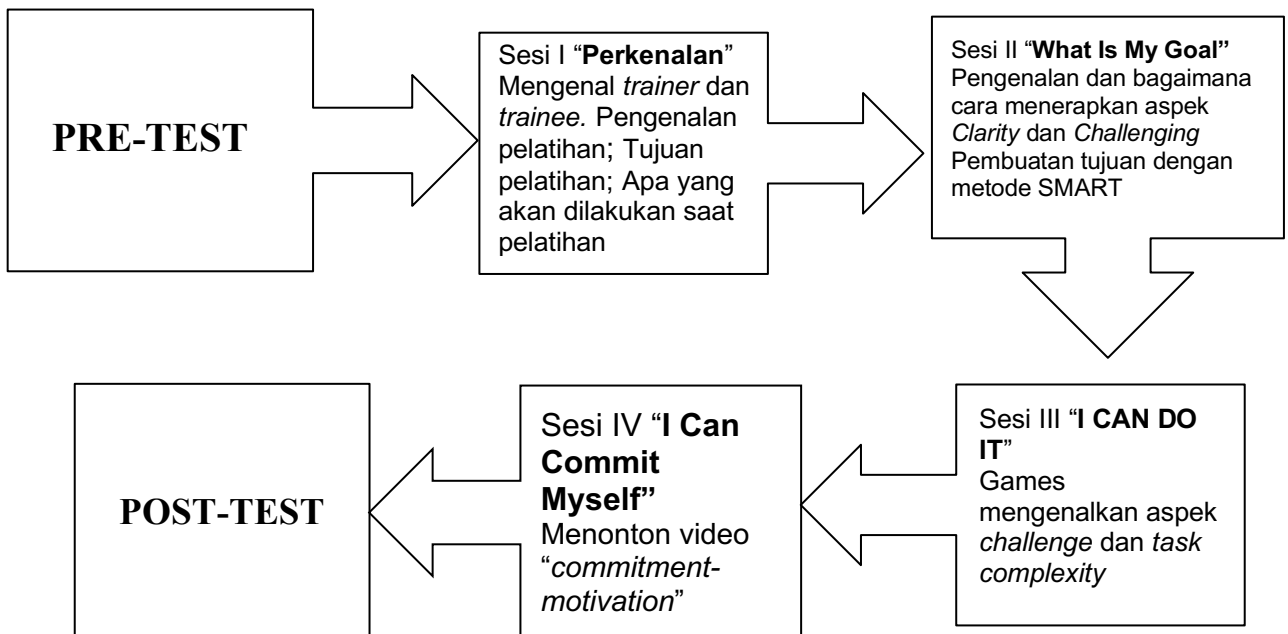 PRE-TEST
Sesi I “Perkenalan”
Mengenal trainer dan
trainee. Pengenalan
pelatihan; Tujuan
pelatihan; Apa yang
akan dilakukan saat
pelatihan
Sesi II “What Is My Goal”
Pengenalan dan bagaimana
cara menerapkan aspek
Clarity dan Challenging
Pembuatan tujuan dengan
metode SMART
Sesi III “I CAN DO
IT”
Games
mengenalkan aspek
challenge dan task
complexity
Sesi IV “I Can
Commit
Myself”
Menonton video
“commitment-
motivation”
POST-TEST